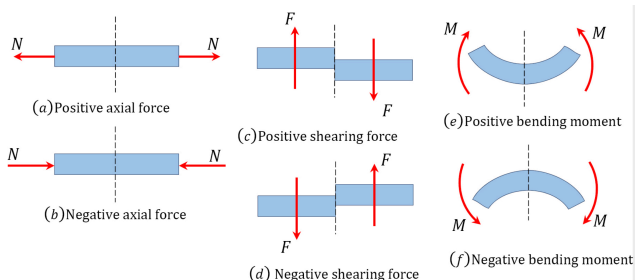 N N
(a)Positive axial force
N N
(b)Negative axial force
F
F
(c)Positive shearing force
F
F
(d) Negative shearing force
M M
(e)Positive bending moment
M M
(f)Negative bending moment